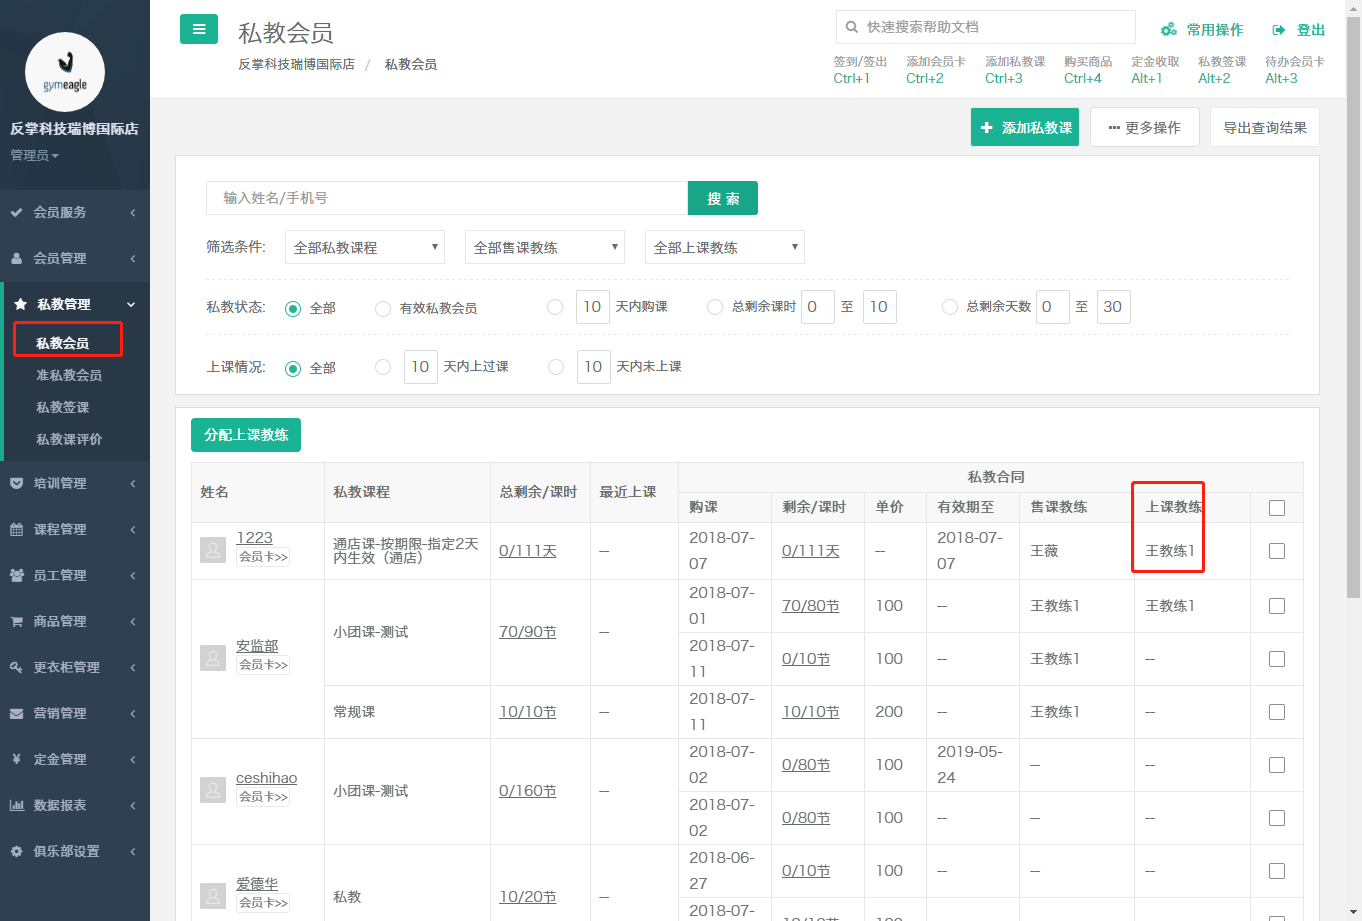 gymeagle
反掌科技瑞博国际店
管理员
会员服务
会员管理
私教管理
私教会员
准私教会员
私教签课
私教课评价
培训管理
课程管理
员工管理
商品管理
更衣柜管理
营销管理
定金管理
数据报表
俱乐部设置
私教会员
反掌科技瑞博国际店 / 私教会员
快速搜索帮助文档
常用操作 登出
签到/签出 添加会员卡 添加私教课 购买商品 定金收取 私教签课 待办会员卡
Ctrl+1 Ctrl+2 Ctrl+3 Ctrl+4 Alt+1 Alt+2 Alt+3
添加私教课 更多操作 导出查询结果
输入姓名/手机号 搜 索
筛选条件: 全部私教课程 全部售课教练 全部上课教练
私教状态: 全部 有效私教会员 10 天内购课 总剩余课时 0 至 10 总剩余天数 0 至 30
上课情况: 全部 10 天内上过课 10 天内未上课
分配上课教练
姓名 私教课程 总剩余/课时 最近上课 私教合同
购课 剩余/课时 单价 有效期至 售课教练 上课教练
1223 会员卡>> 通店课-按期限-指定2天内生效（通店） 0/111天 -- 2018-07-07 0/111天 -- 2018-07-07 王薇 王教练1
安监部 会员卡>> 小团课-测试 70/90节 -- 2018-07-01 70/80节 100 -- 王教练1 王教练1
2018-07-11 0/10节 100 -- 王教练1 --
常规课 10/10节 -- 2018-07-11 10/10节 200 -- 王教练1 --
ceshihao 会员卡>> 小团课-测试 0/160节 -- 2018-07-02 0/80节 100 2019-05-24 -- --
2018-07-02 0/80节 100 -- -- --
爱德华 会员卡>> 私教 10/20节 -- 2018-06-27 0/10节 100 -- -- --
2018-07-